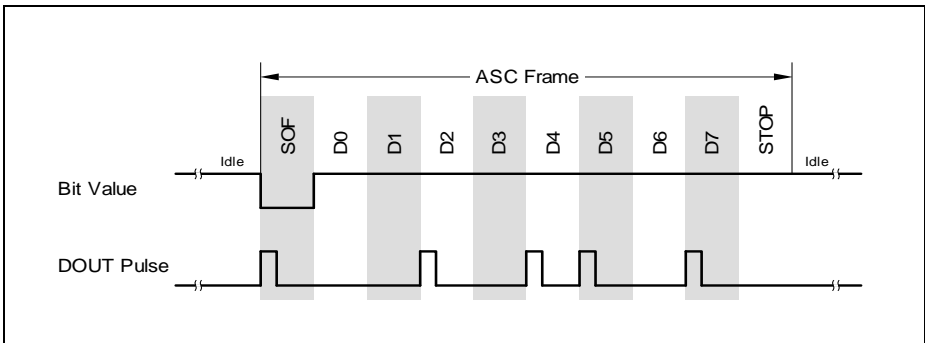 ASC Frame
SOF D0 D1 D2 D3 D4 D5 D6 D7 STOP
Idle Idle
Bit Value
DOUT Pulse